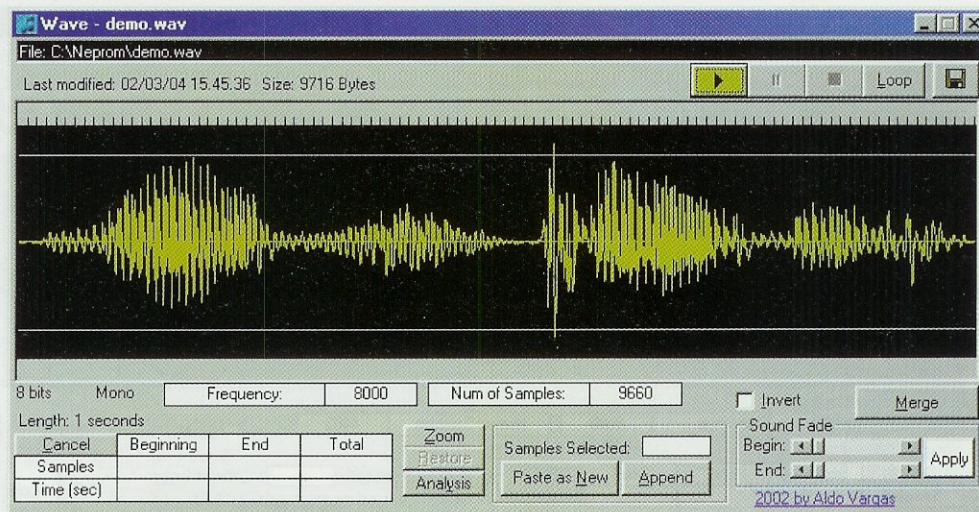 Wave - demo.wav
File: C:\Neprom\demo.wav
Last modified: 02/03/04 15.45.36 Size: 9716 Bytes
Loop
8 bits Mono Frequency: 8000 Num of Samples: 9660
Invert Merge
Length: 1 seconds
Cancel Beginning End Total
Samples
Time (sec)
Zoom
Restore
Analysis
Samples Selected:
Paste as New Append
Sound Fade
Begin:
End:
Apply
2002 by Aldo Vargas